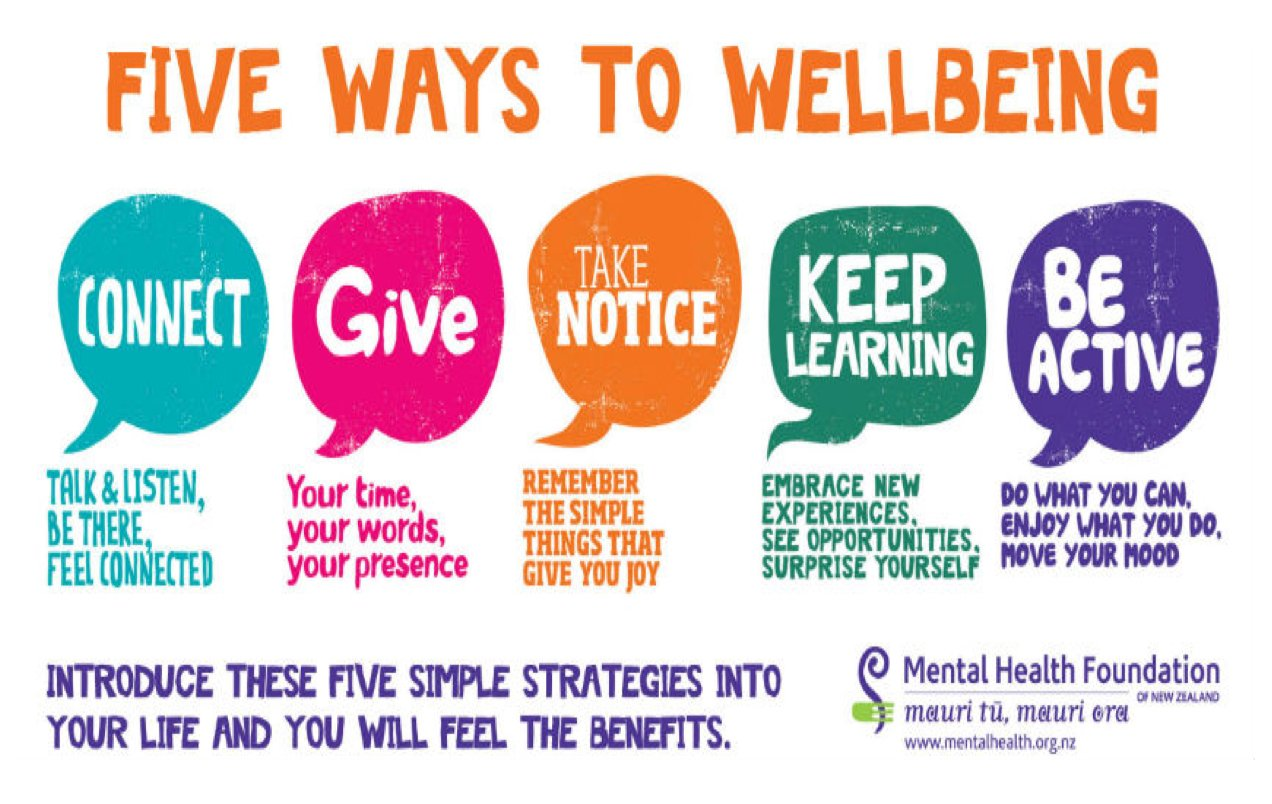 FIVE WAYS TO WELLBEING
CONNECT
TALK & LISTEN,
BE THERE,
FEEL CONNECTED
Give
Your time,
your words,
your presence
TAKE
NOTICE
REMEMBER
THE SIMPLE
THINGS THAT
GIVE YOU JOY
KEEP
LEARNING
EMBRACE NEW
EXPERIENCES,
SEE OPPORTUNITIES,
SURPRISE YOURSELF
BE
ACTIVE
DO WHAT YOU CAN,
ENJOY WHAT YOU DO,
MOVE YOUR MOOD
INTRODUCE THESE FIVE SIMPLE STRATEGIES INTO
YOUR LIFE AND YOU WILL FEEL THE BENEFITS.
Mental Health Foundation
OF NEW ZEALAND
mauri tū, mauri ora
www.mentalhealth.org.nz